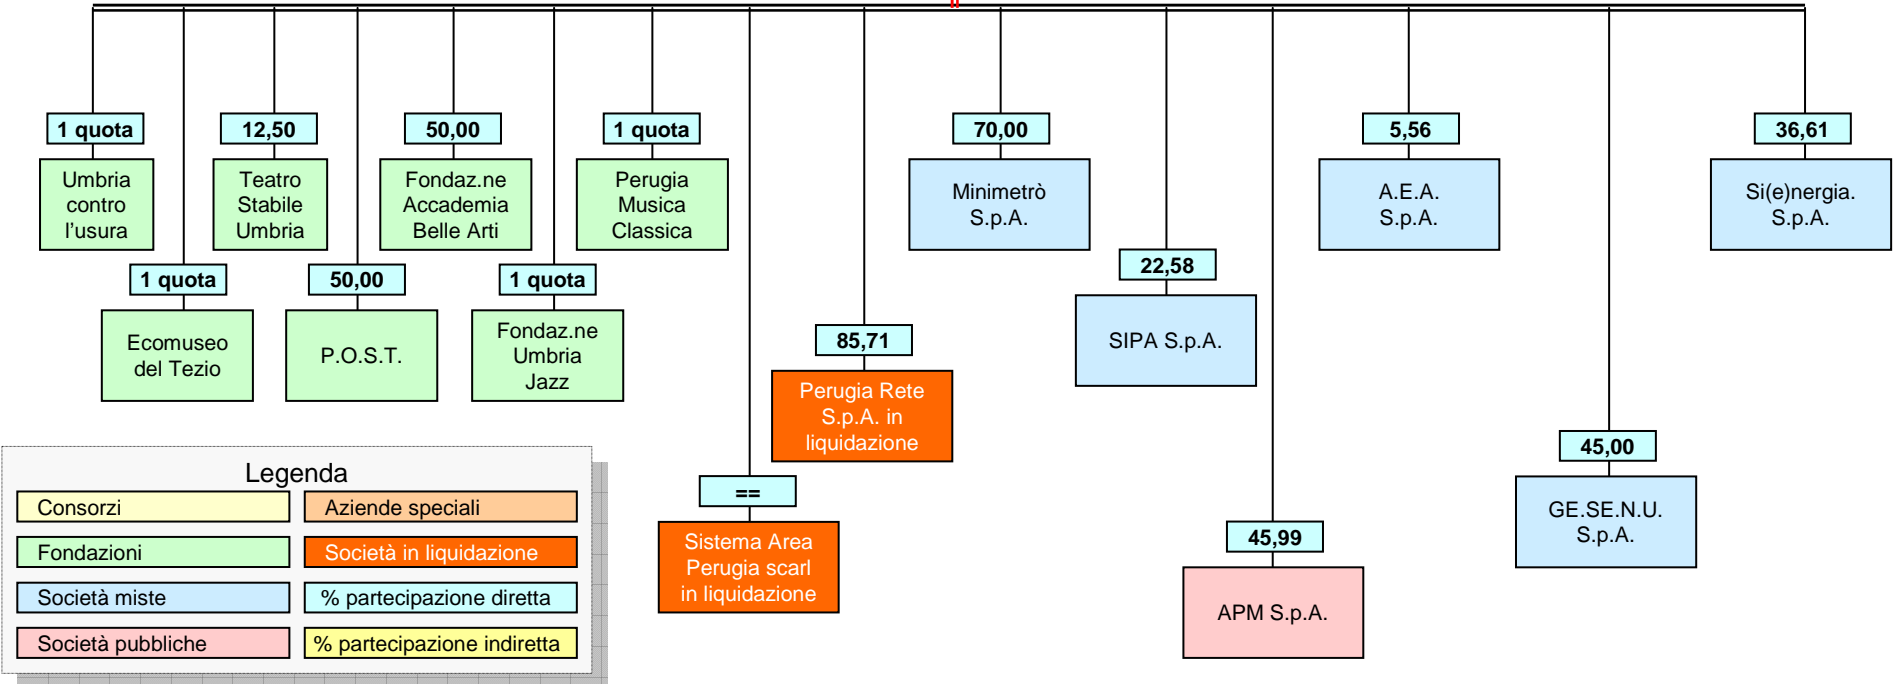 1 quota
Umbria
contro
l'usura
1 quota
Ecomuseo
del Tezio
12,50
Teatro
Stabile
Umbria
50,00
P.O.S.T.
50,00
Fondaz.ne
Accademia
Belle Arti
1 quota
Fondaz.ne
Umbria
Jazz
1 quota
Perugia
Musica
Classica
==
Sistema Area
Perugia scarl
in liquidazione
85,71
Perugia Rete
S.p.A. in
liquidazione
70,00
Minimetrò
S.p.A.
22,58
SIPA S.p.A.
45,99
APM S.p.A.
5,56
A.E.A.
S.p.A.
45,00
GE.SE.N.U.
S.p.A.
36,61
Si(e)nergia.
S.p.A.
Legenda
Consorzi
Aziende speciali
Fondazioni
Società in liquidazione
Società miste
% partecipazione diretta
Società pubbliche
% partecipazione indiretta